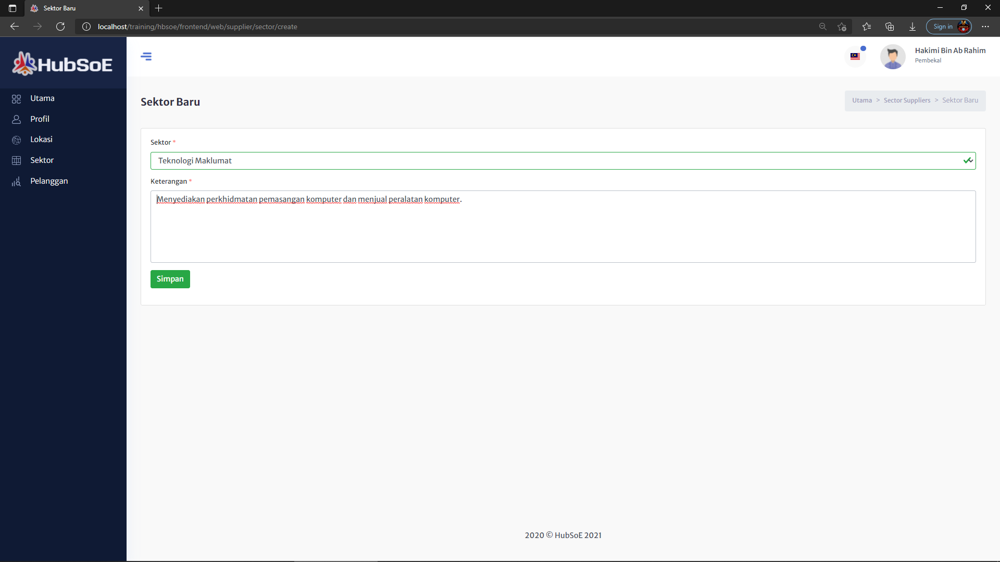 Sektor Baru
localhost/training/hbsoe/frontend/web/supplier/sector/create
Sign in
HubSoE
Hakimi Bin Ab Rahim
Pembekal
Utama
Profil
Lokasi
Sektor
Pelanggan
Sektor Baru
Utama > Sector Suppliers > Sektor Baru
Sektor *
Teknologi Maklumat
Keterangan *
Menyediakan perkhidmatan pemasangan komputer dan menjual peralatan komputer.
Simpan
2020 © HubSoE 2021